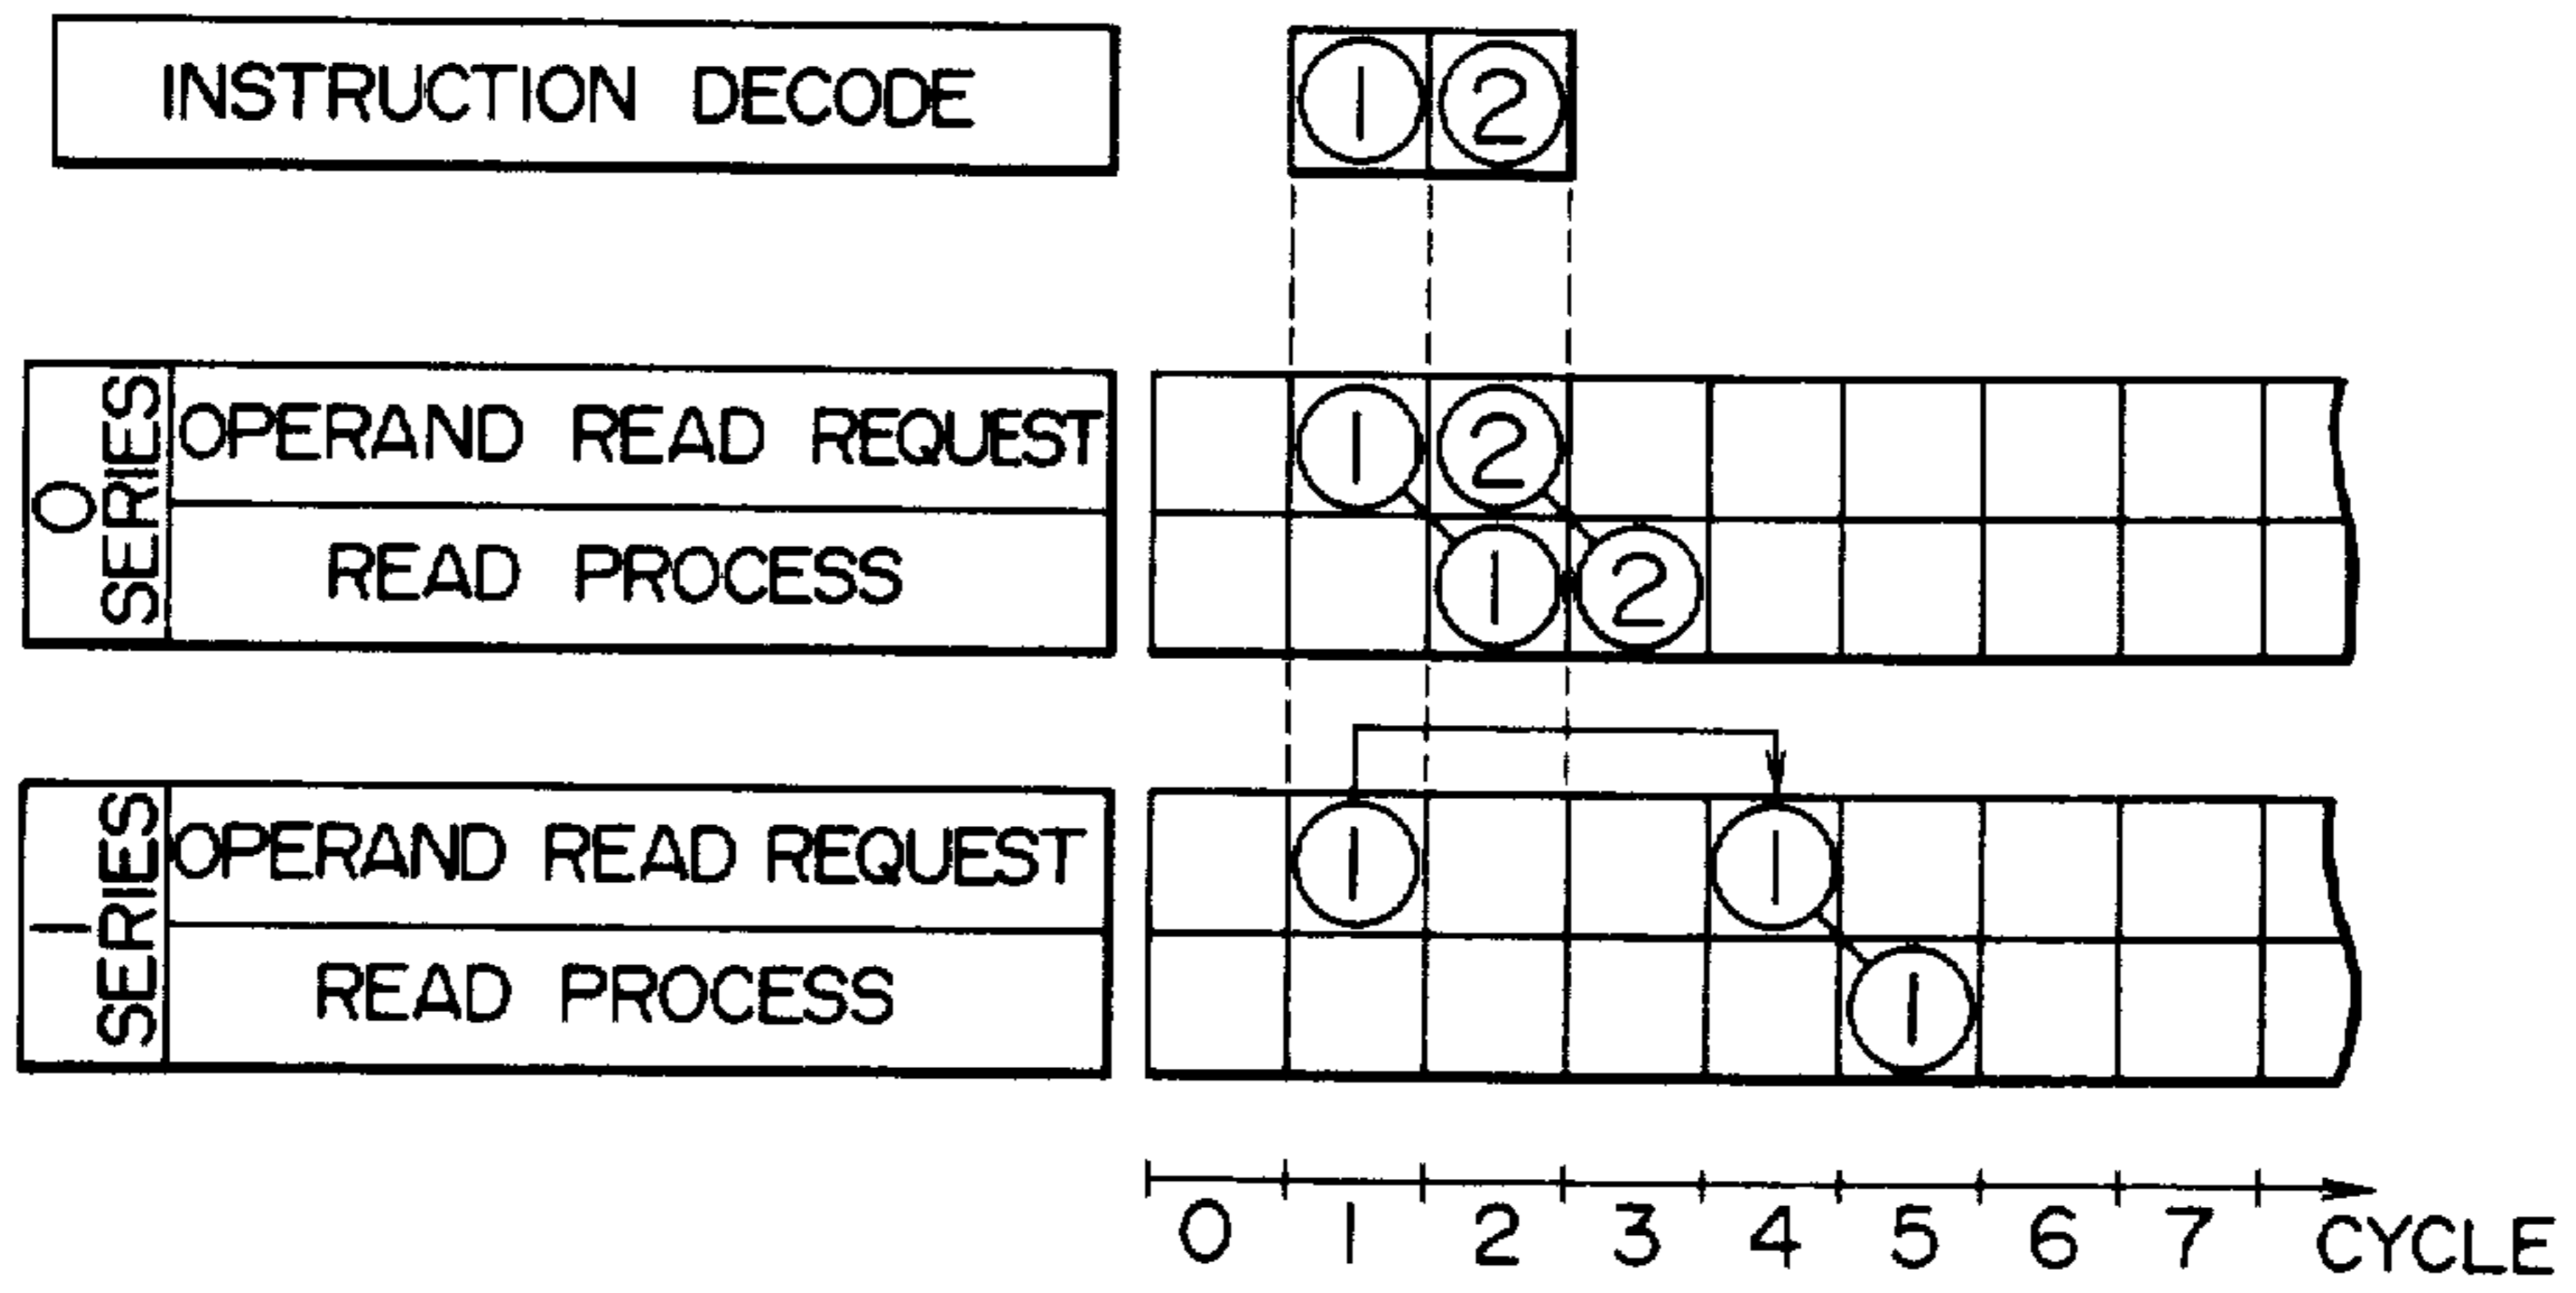 INSTRUCTION DECODE 1 2
0 SERIES
OPERAND READ REQUEST 1 2
READ PROCESS 1 2
1 SERIES
OPERAND READ REQUEST 1 1
READ PROCESS 1
0 1 2 3 4 5 6 7 CYCLE